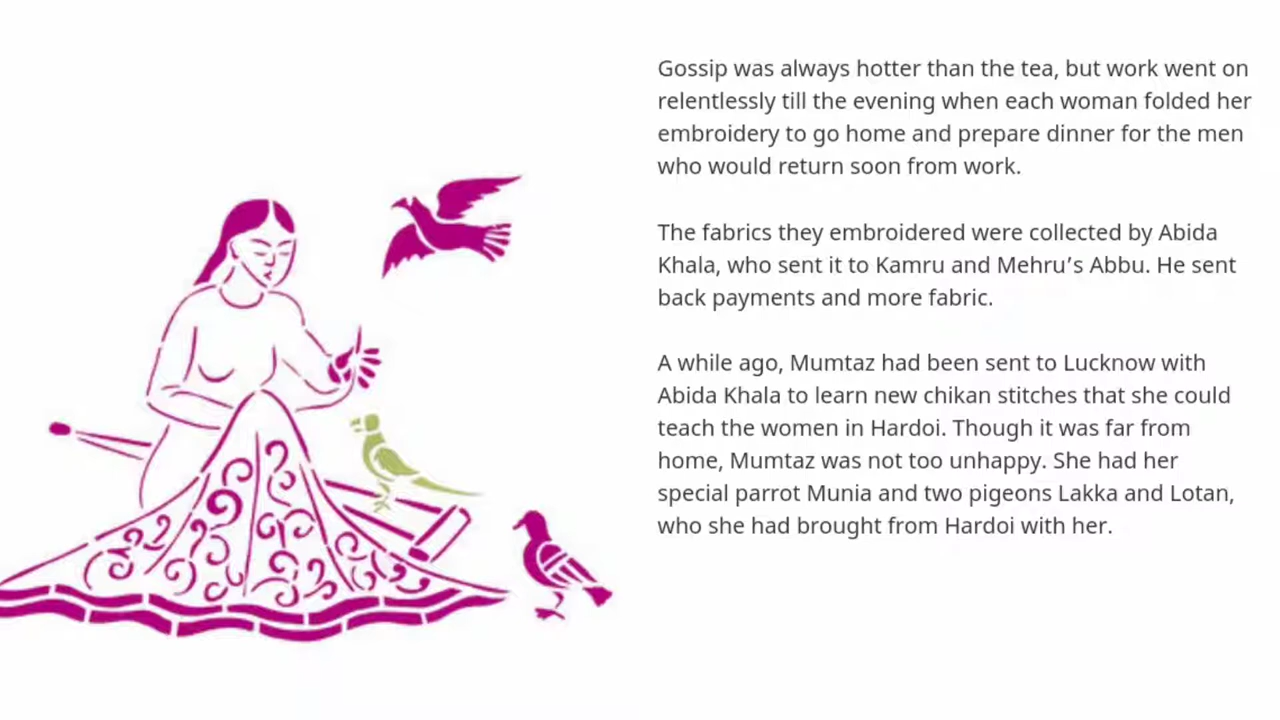 Gossip was always hotter than the tea, but work went on
relentlessly till the evening when each woman folded her
embroidery to go home and prepare dinner for the men
who would return soon from work.
The fabrics they embroidered were collected by Abida
Khala, who sent it to Kamru and Mehru’s Abbu. He sent
back payments and more fabric.
A while ago, Mumtaz had been sent to Lucknow with
Abida Khala to learn new chikan stitches that she could
teach the women in Hardoi. Though it was far from
home, Mumtaz was not too unhappy. She had her
special parrot Munia and two pigeons Lakka and Lotan,
who she had brought from Hardoi with her.